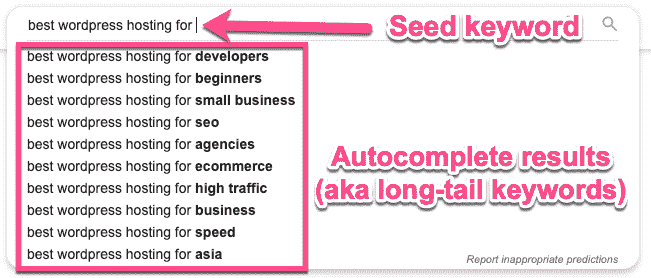 best wordpress hosting for
Seed keyword
best wordpress hosting for developers
best wordpress hosting for beginners
best wordpress hosting for small business
best wordpress hosting for seo
best wordpress hosting for agencies
best wordpress hosting for ecommerce
best wordpress hosting for high traffic
best wordpress hosting for business
best wordpress hosting for speed
best wordpress hosting for asia
Autocomplete results
(aka long-tail keywords)
Report inappropriate predictions